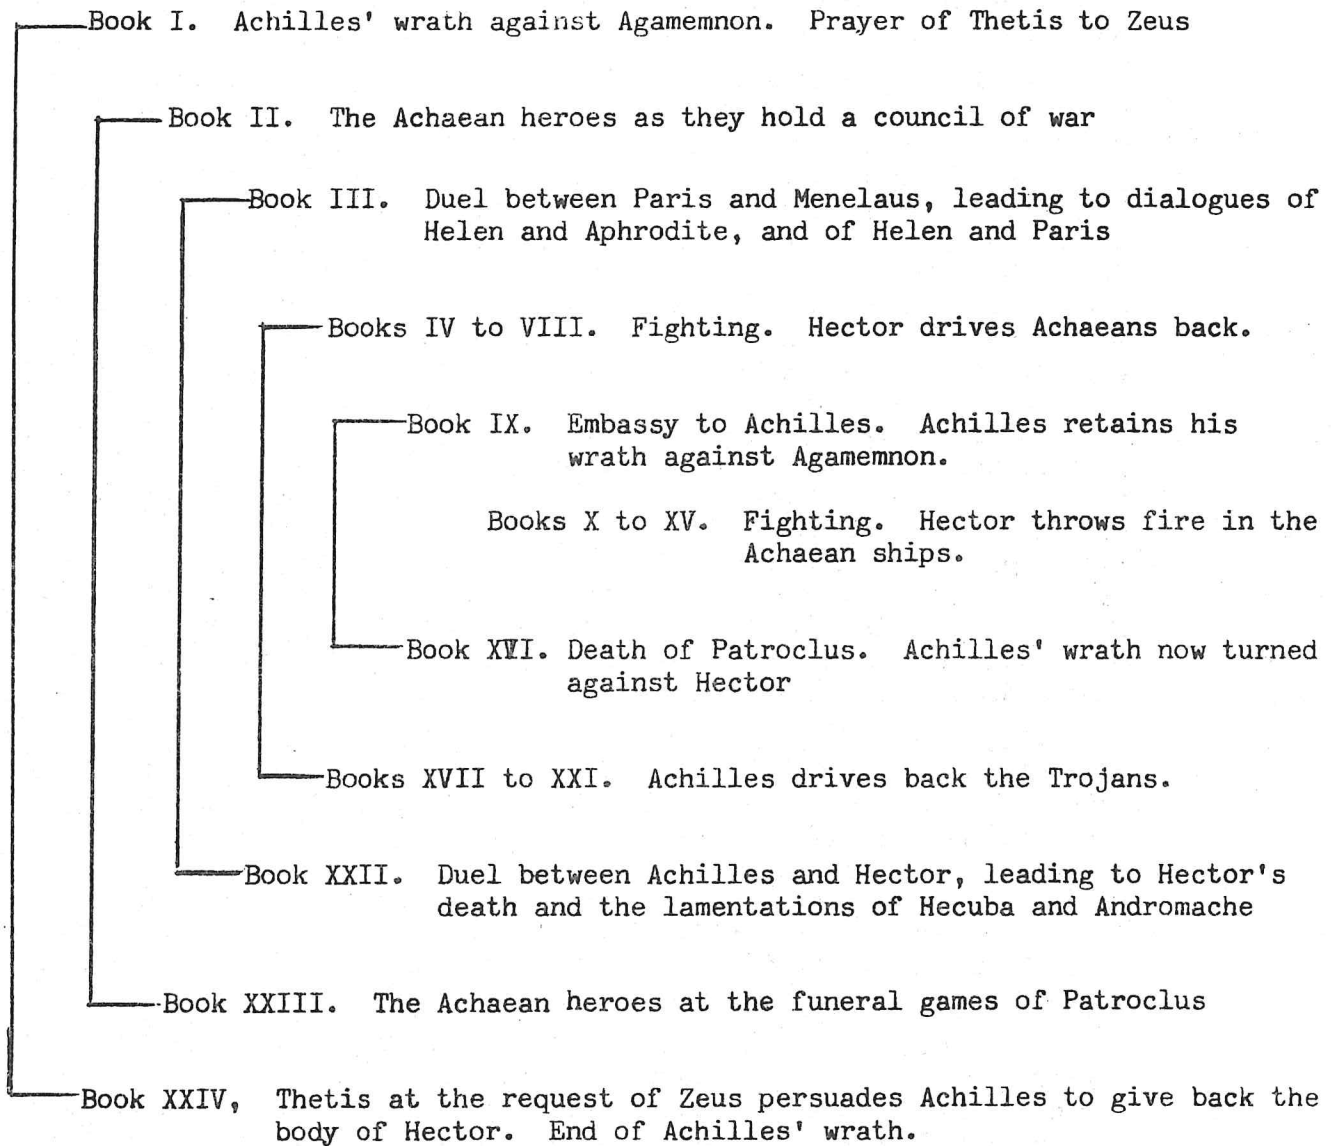 Book I. Achilles' wrath against Agamemnon. Prayer of Thetis to Zeus
Book II. The Achaean heroes as they hold a council of war
Book III. Duel between Paris and Menelaus, leading to dialogues of
Helen and Aphrodite, and of Helen and Paris
Books IV to VIII. Fighting. Hector drives Achaeans back.
Book IX. Embassy to Achilles. Achilles retains his
wrath against Agamemnon.
Books X to XV. Fighting. Hector throws fire in the
Achaean ships.
Book XVI. Death of Patroclus. Achilles' wrath now turned
against Hector
Books XVII to XXI. Achilles drives back the Trojans.
Book XXII. Duel between Achilles and Hector, leading to Hector's
death and the lamentations of Hecuba and Andromache
Book XXIII. The Achaean heroes at the funeral games of Patroclus
Book XXIV, Thetis at the request of Zeus persuades Achilles to give back the
body of Hector. End of Achilles' wrath.